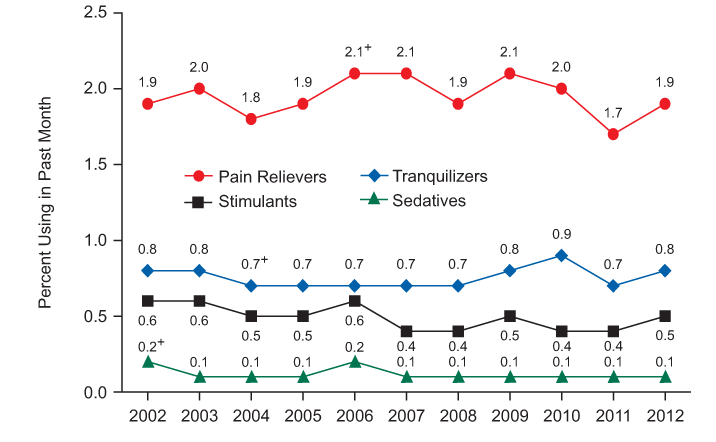 2.5
2.0
1.5
1.0
0.5
0.0
Percent Using in Past Month
1.9 2.0 1.8 1.9 2.1+ 2.1 1.9 2.1 2.0 1.7 1.9
Pain Relievers Tranquilizers
Stimulants Sedatives
0.8 0.8 0.7+ 0.7 0.7 0.7 0.7 0.8 0.9 0.7 0.8
0.6 0.6 0.5 0.5 0.6 0.4 0.4 0.5 0.4 0.4 0.5
0.2+ 0.1 0.1 0.1 0.2 0.1 0.1 0.1 0.1 0.1 0.1
2002 2003 2004 2005 2006 2007 2008 2009 2010 2011 2012